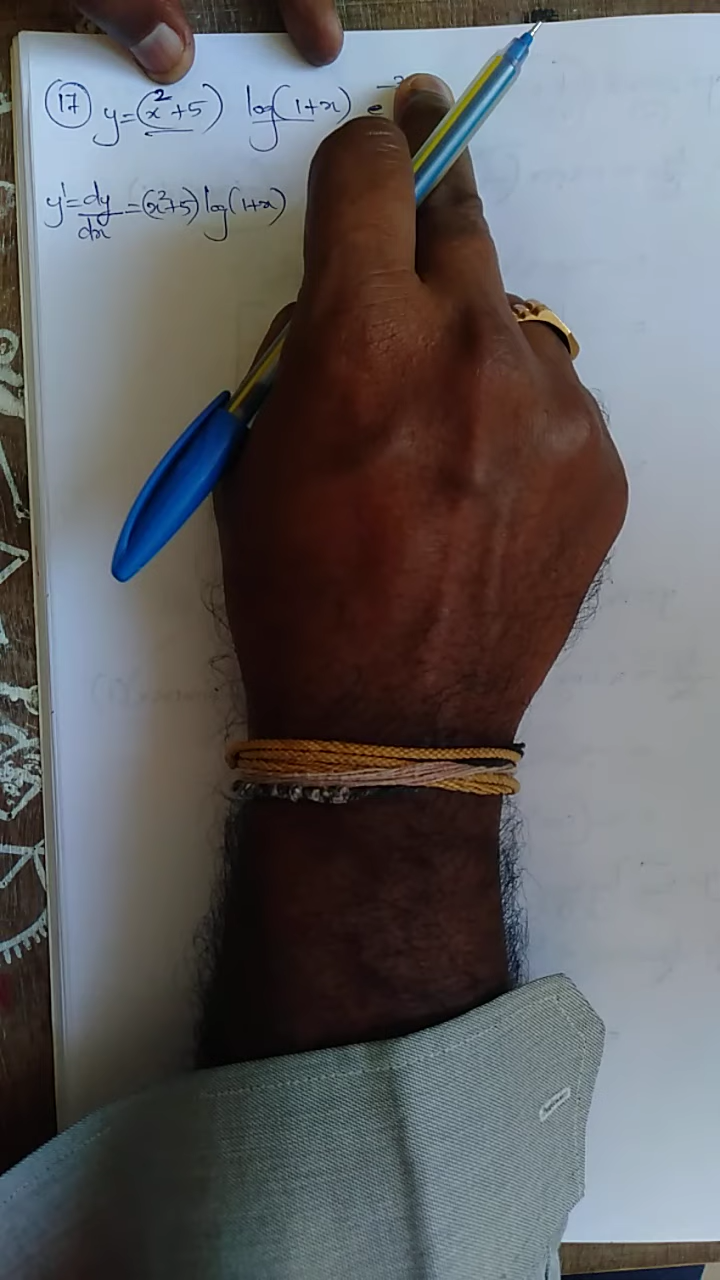 (17) y=(x²+5) log(1+x) e
y'=dy/dx=(x²+5) log(1+x)